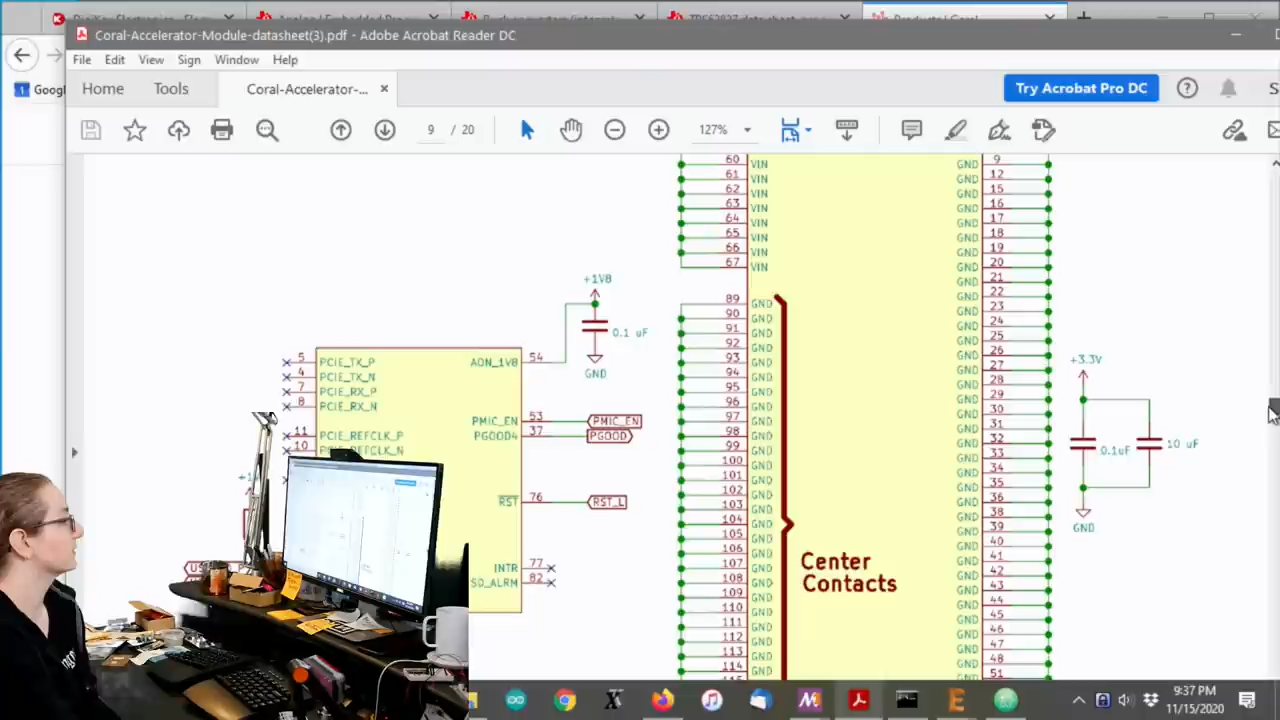 Coral-Accelerator-Module-datasheet(3).pdf - Adobe Acrobat Reader DC
File Edit View Sign Window Help
Home Tools Coral-Accelerator-... × Try Acrobat Pro DC
9 / 20 127%
60 VIN
61 VIN
62 VIN
63 VIN
64 VIN
65 VIN
66 VIN
67 VIN
89 GND
90 GND
91 GND
92 GND
93 GND
94 GND
95 GND
96 GND
97 GND
98 GND
99 GND
100 GND
101 GND
102 GND
103 GND
104 GND
105 GND
106 GND
107 GND
108 GND
109 GND
110 GND
111 GND
112 GND
113 GND
114 GND
+1V8
0.1 uF
GND
5 PCIE_TX_P
4 PCIE_TX_N
7 PCIE_RX_P
8 PCIE_RX_N
11 PCIE_REFCLK_P
10 PCIE_REFCLK_N
AON_1V8 54
PMIC_EN 53 PMIC_EN
PGOOD4 37 PGOOD
RST 76 RST_L
INTR 77
SD_ALRM 82
Center
Contacts
GND 9
GND 12
GND 15
GND 16
GND 17
GND 18
GND 19
GND 20
GND 21
GND 22
GND 23
GND 24
GND 25
GND 26
GND 27
GND 28
GND 29
GND 30
GND 31
GND 32
GND 33
GND 34
GND 35
GND 36
GND 38
GND 39
GND 40
GND 41
GND 42
GND 43
GND 44
GND 45
GND 46
GND 47
GND 48
GND 51
+3.3V
0.1uF 10 uF
GND
9:37 PM
11/15/2020